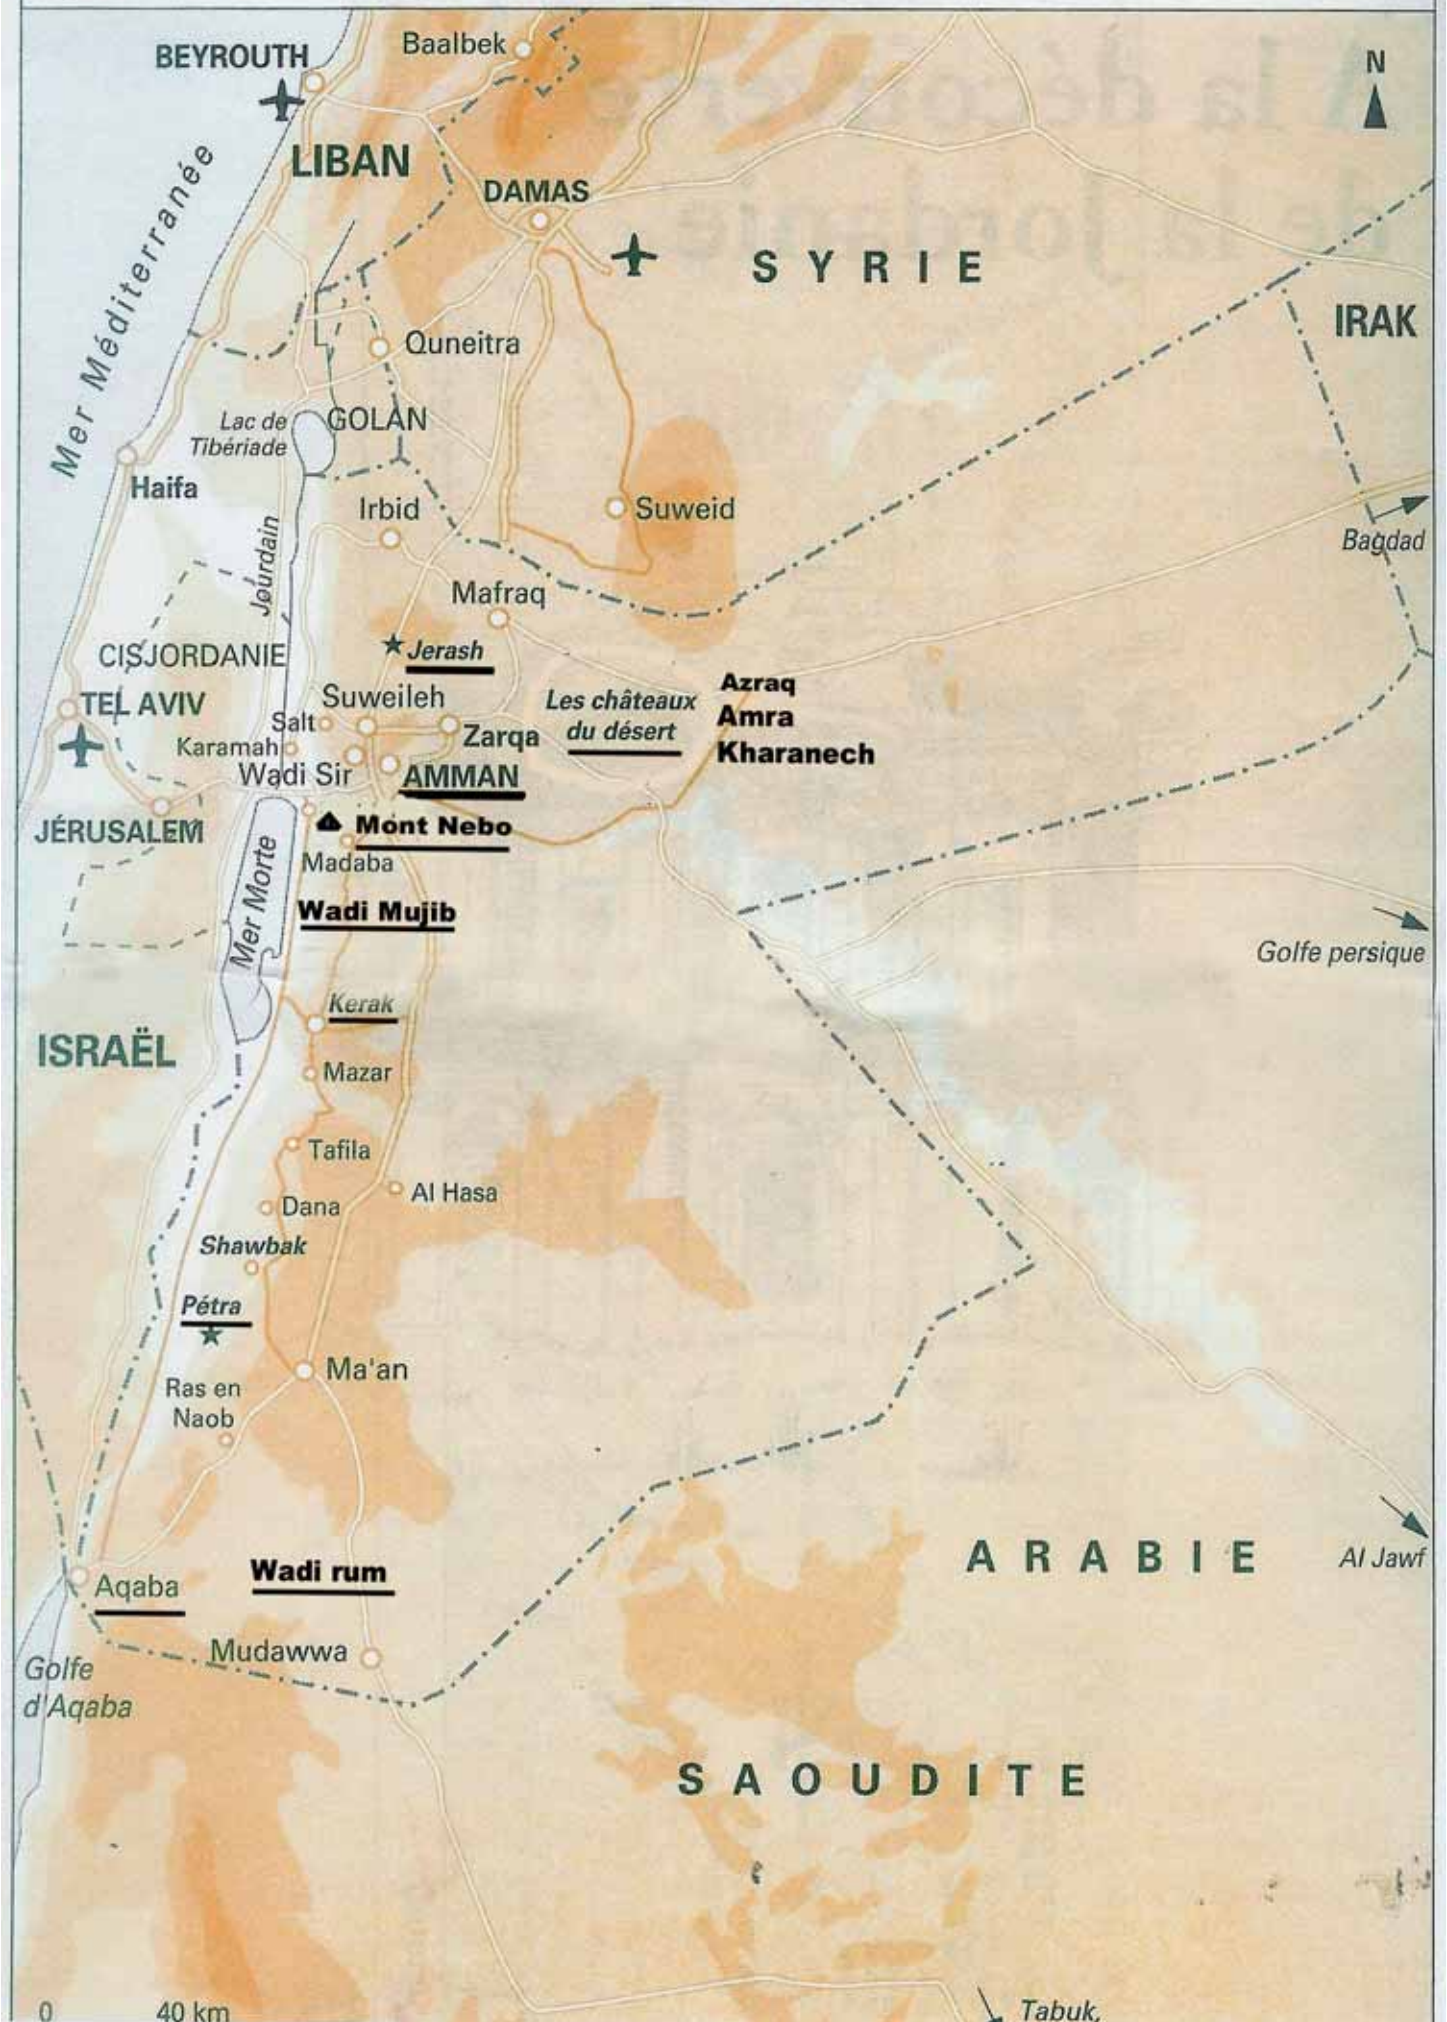 BEYROUTH
Baalbek
N
LIBAN
DAMAS
Mer Méditerranée
SYRIE
IRAK
Quneitra
Lac de
Tibériade
GOLAN
Haifa
Irbid
Suweid
Bagdad
Jourdain
Mafraq
CISJORDANIE
Jerash
TEL AVIV
Suweileh
Salt
Les châteaux
du désert
Azraq
Amra
Kharanech
Karamah
Zarqa
Wadi Sir
AMMAN
JÉRUSALEM
Mont Nebo
Madaba
Mer Morte
Wadi Mujib
Golfe persique
Kerak
ISRAËL
Mazar
Tafila
Al Hasa
Dana
Shawbak
Pétra
Ma'an
Ras en
Naob
Wadi rum
Aqaba
ARABIE
Al Jawf
Mudawwa
Golfe
d'Aqaba
SAOUDITE
0 40 km
Tabuk,